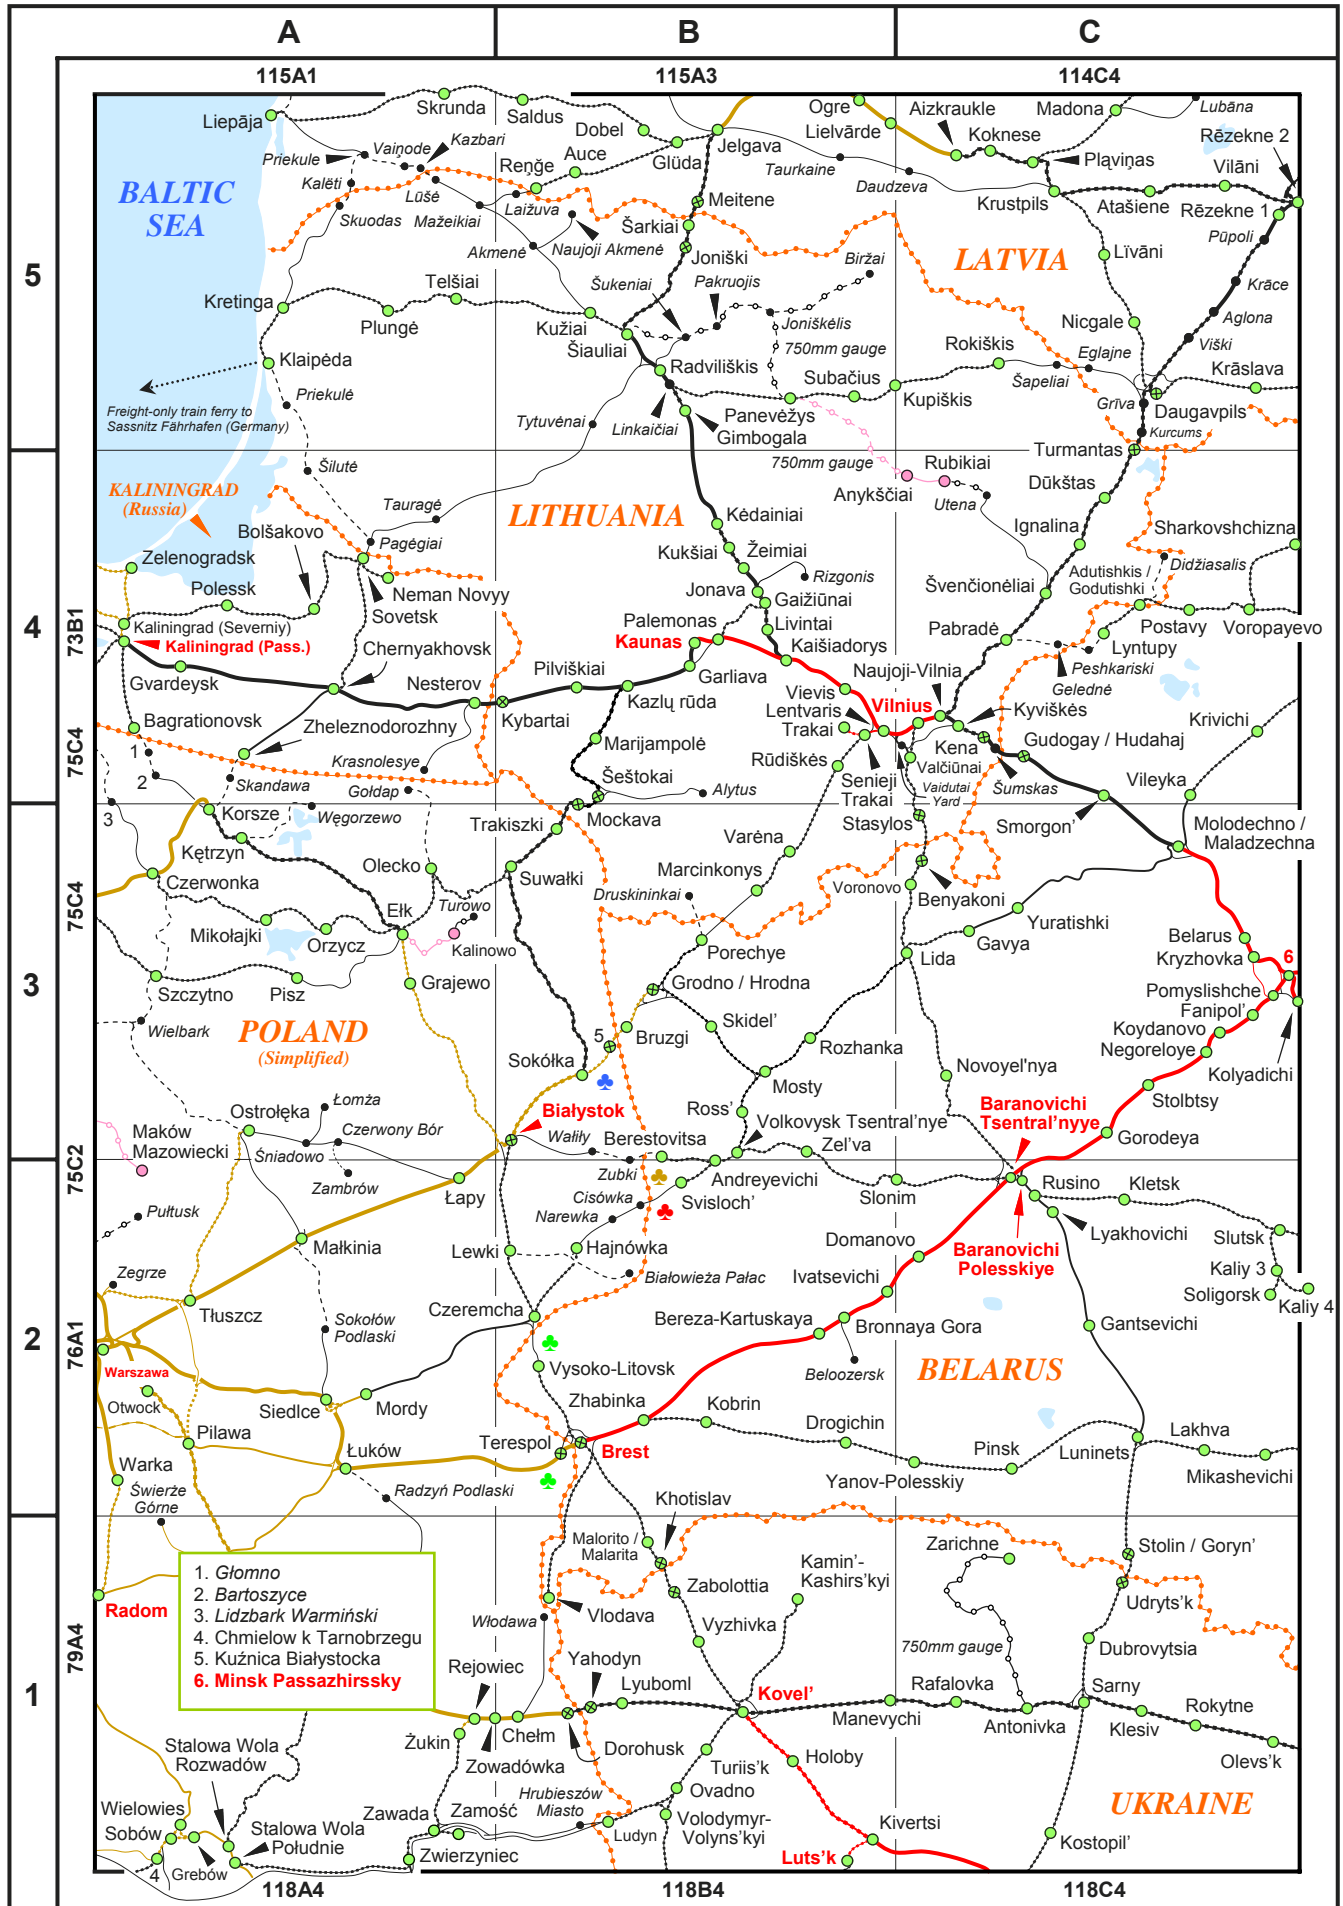 A
B
C
115A1
115A3
114C4
Skrunda
Saldus
Liepāja
Dobel
Ogre
Lielvārde
Aizkraukle
Koknese
Madona
Lubāna
Rēzekne 2
Priekule
Vaiņode
Kazbari
Reņģe
Auce
Glūda
Jelgava
Taurkaine
Daudzeva
Pļaviņas
Vilāni
Kalēti
Lūšė
BALTIC
SEA
Skuodas
Mažeikiai
Laižuva
Meitene
Krustpils
Atašiene
Rēzekne 1
Šarkiai
Akmenė
Naujoji Akmenė
Joniški
Pūpoli
LATVIA
Līvāni
5
Telšiai
Šukeniai
Pakruojis
Biržai
Krāce
Kretinga
Plungė
Kužiai
Joniškėlis
Nicgale
Aglona
Šiauliai
750mm gauge
Rokiškis
Eglajne
Viški
Klaipėda
Radviliškis
Subačius
Šapeliai
Krāslava
Freight-only train ferry to
Sassnitz Fährhafen (Germany)
Priekulė
Tytuvėnai
Linkaičiai
Panevėžys
Gimbogala
Kupiškis
Grīva
Daugavpils
Kurcums
Turmantas
750mm gauge
Rubikiai
Šilutė
Anykščiai
Utena
Dūkštas
KALININGRAD
(Russia)
Tauragė
LITHUANIA
Kėdainiai
Ignalina
Sharkovshchizna
Bolšakovo
Pagėgiai
Kukšiai
Žeimiai
Zelenogradsk
Rizgonis
Švenčionėliai
Adutishkis /
Godutishki
Didžiasalis
Polessk
Neman Novyy
Jonava
Gaižiūnai
Sovetsk
Palemonas
Livintai
4
73B1
Kaliningrad (Severniy)
Kaliningrad (Pass.)
Chernyakhovsk
Kaunas
Kaišiadorys
Pabradė
Postavy
Voropayevo
Lyntupy
Gvardeysk
Nesterov
Pilviškiai
Garliava
Naujoji-Vilnia
Peshkariski
Gelednė
Bagrationovsk
Zheleznodorozhny
Kybartai
Kazlų rūda
Vievis
Lentvaris
Trakai
Vilnius
Kyviškės
Krivichi
75C4
1
2
Krasnolesye
Marijampolė
Rūdiškės
Kena
Valčiūnai
Gudogay / Hudahaj
Skandawa
Gołdap
Šeštokai
Alytus
Senieji
Trakai
Vaidutai
Yard
Šumskas
Vileyka
3
Korsze
Węgorzewo
Trakiszki
Mockava
Stasylos
Smorgon’
Molodechno /
Maladzechna
Kętrzyn
Varėna
Czerwonka
Olecko
Suwałki
Marcinkonys
Voronovo
Druskininkai
Benyakoni
75C4
Turowo
Mikołajki
Orzycz
Ełk
Kalinowo
Yuratishki
Porechye
Gavya
Belarus
Kryzhovka
6
Lida
3
Szczytno
Pisz
Grajewo
Grodno / Hrodna
Pomyslishche
Fanipol’
Wielbark
POLAND
(Simplified)
5
Bruzgi
Skidel’
Koydanovo
Negoreloye
Sokółka
Rozhanka
Kolyadichi
Mosty
Novoyel’nya
Stolbtsy
Ostrołęka
Łomża
Białystok
Ross’
Baranovichi
Tsentral’nyye
Volkovysk Tsentral’nye
Maków
Mazowiecki
Czerwony Bór
Waliły
Berestovitsa
Zel’va
Gorodeya
Śniadowo
75C2
Zambrów
Zubki
Andreyevichi
Łapy
Svisloch’
Slonim
Rusino
Kletsk
Pułtusk
Cisówka
Narewka
Lyakhovichi
Małkinia
Lewki
Hajnówka
Domanovo
Baranovichi
Polesskiye
Slutsk
Zegrze
Białowieża Pałac
Ivatsevichi
Kaliy 3
Soligorsk
Kaliy 4
Tłuszcz
Czeremcha
Bereza-Kartuskaya
Bronnaya Gora
Gantsevichi
Sokołów
Podlaski
2
76A1
Warszawa
Vysoko-Litovsk
Beloozersk
BELARUS
Otwock
Siedlce
Mordy
Zhabinka
Kobrin
Pilawa
Drogichin
Pinsk
Luninets
Lakhva
Terespol
Brest
Łuków
Warka
Yanov-Polesskiy
Mikashevichi
Świerże
Górne
Radzyń Podlaski
Khotislav
Malorito /
Malarita
Kamin’-
Kashirs’kyi
Zarichne
Stolin / Goryn’
1. Głomno
2. Bartoszyce
3. Lidzbark Warmiński
4. Chmielow k Tarnobrzegu
5. Kuźnica Białystocka
6. Minsk Passazhirssky
Radom
Zabolottia
Udryts’k
Włodawa
Vlodava
Vyzhivka
79A4
750mm gauge
Dubrovytsia
1
Rejowiec
Yahodyn
Lyuboml
Kovel’
Rafalovka
Sarny
Rokytne
Manevychi
Antonivka
Klesiv
Żukin
Chełm
Dorohusk
Stalowa Wola
Rozwadów
Zowadówka
Turiis’k
Holoby
Olevs’k
Hrubieszów
Miasto
Ovadno
Wielowies
Zawada
Zamość
Sobów
Stalowa Wola
Południe
Ludyn
Volodymyr-
Volyns’kyi
Kivertsi
UKRAINE
4
Grebów
Zwierzyniec
Luts’k
Kostopil’
118A4
118B4
118C4